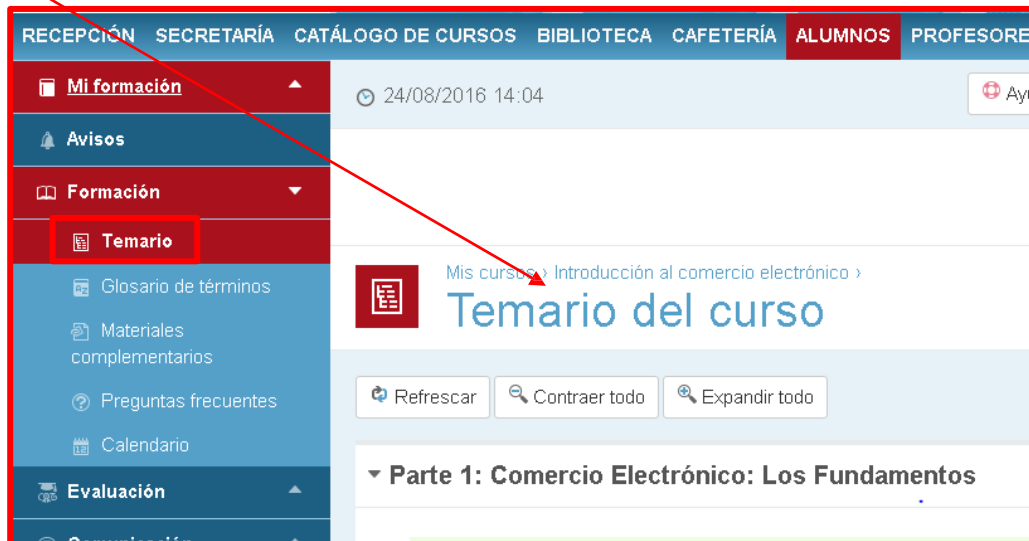 RECEPCIÓN SECRETARÍA CATÁLOGO DE CURSOS BIBLIOTECA CAFETERÍA ALUMNOS PROFESORE
Mi formación
24/08/2016 14:04
Ayu
Avisos
Formación
Temario
Glosario de términos
Materiales
complementarios
Preguntas frecuentes
Calendario
Evaluación
Mis cursos › Introducción al comercio electrónico ›
Temario del curso
Refrescar
Contraer todo
Expandir todo
Parte 1: Comercio Electrónico: Los Fundamentos